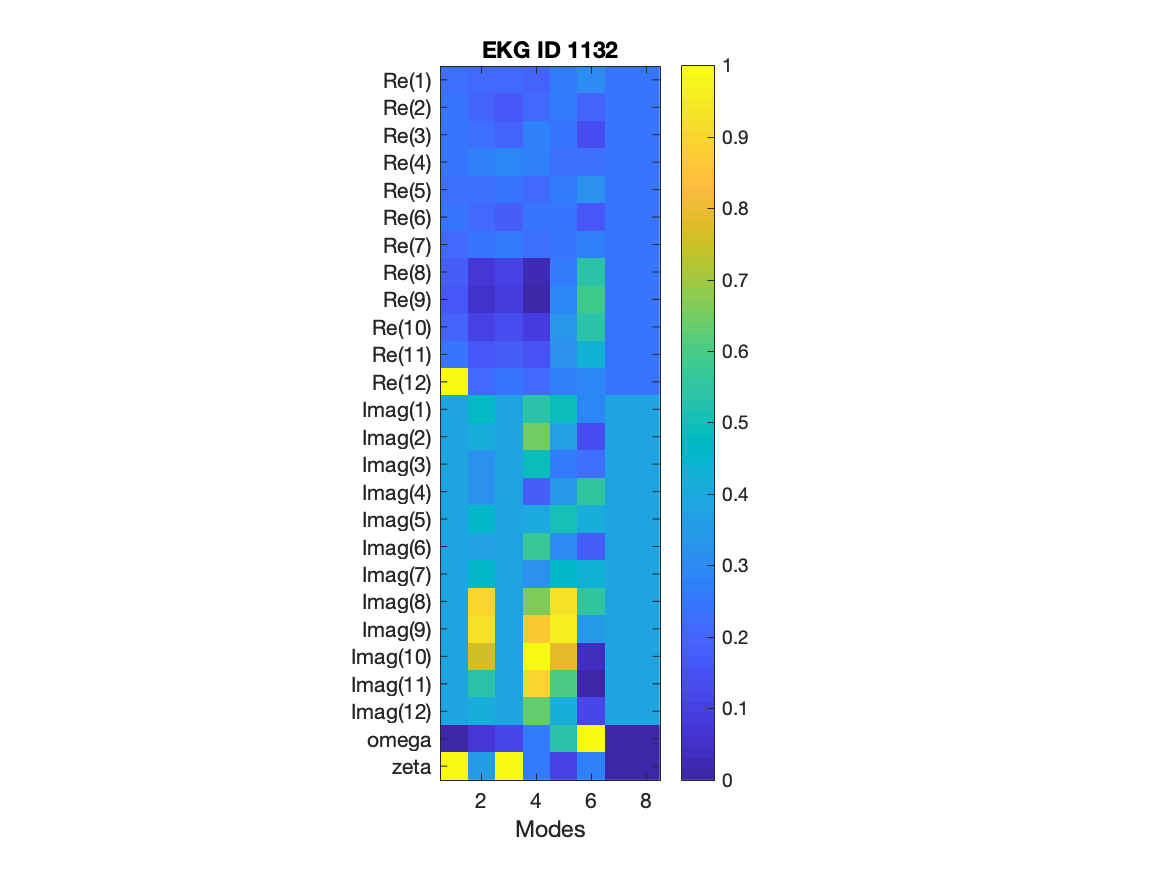 EKG ID 1132
Re(1)
Re(2)
Re(3)
Re(4)
Re(5)
Re(6)
Re(7)
Re(8)
Re(9)
Re(10)
Re(11)
Re(12)
Imag(1)
Imag(2)
Imag(3)
Imag(4)
Imag(5)
Imag(6)
Imag(7)
Imag(8)
Imag(9)
Imag(10)
Imag(11)
Imag(12)
omega
zeta
2 4 6 8
Modes
1
0.9
0.8
0.7
0.6
0.5
0.4
0.3
0.2
0.1
0